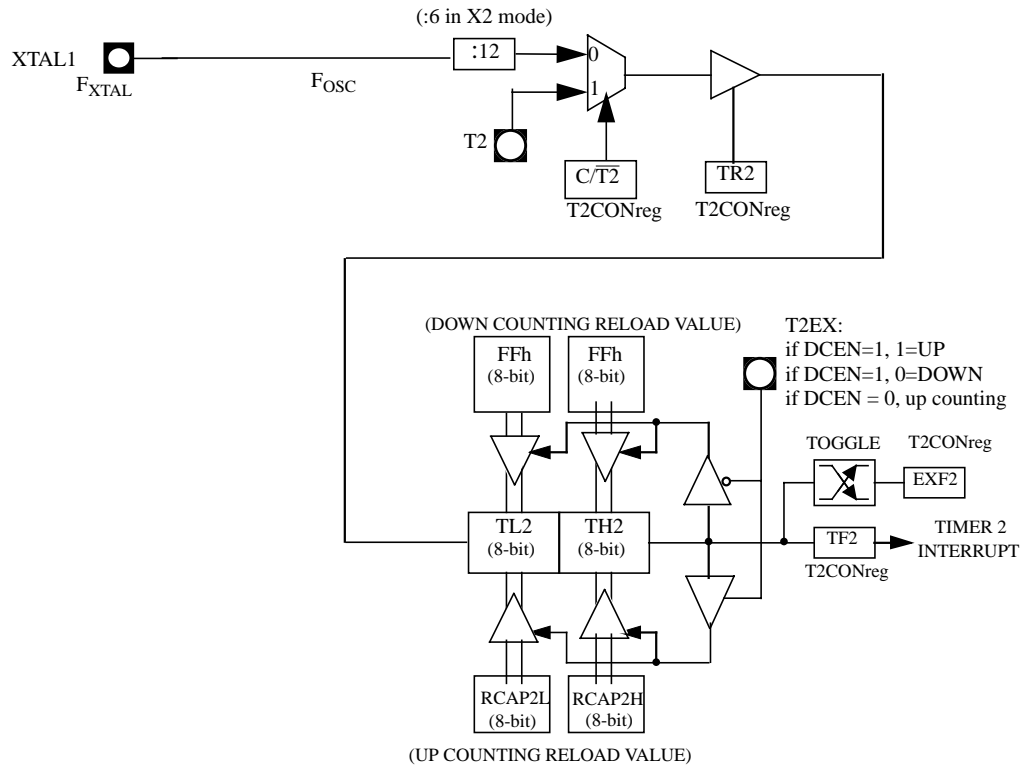 (:6 in X2 mode)
XTAL1
:12
0
FXTAL
FOSC
1
T2
C/T2
TR2
T2CONreg
T2CONreg
(DOWN COUNTING RELOAD VALUE)
T2EX:
if DCEN=1, 1=UP
if DCEN=1, 0=DOWN
if DCEN = 0, up counting
FFh
(8-bit)
FFh
(8-bit)
TOGGLE
T2CONreg
EXF2
TL2
(8-bit)
TH2
(8-bit)
TF2
T2CONreg
TIMER 2
INTERRUPT
RCAP2L
(8-bit)
RCAP2H
(8-bit)
(UP COUNTING RELOAD VALUE)